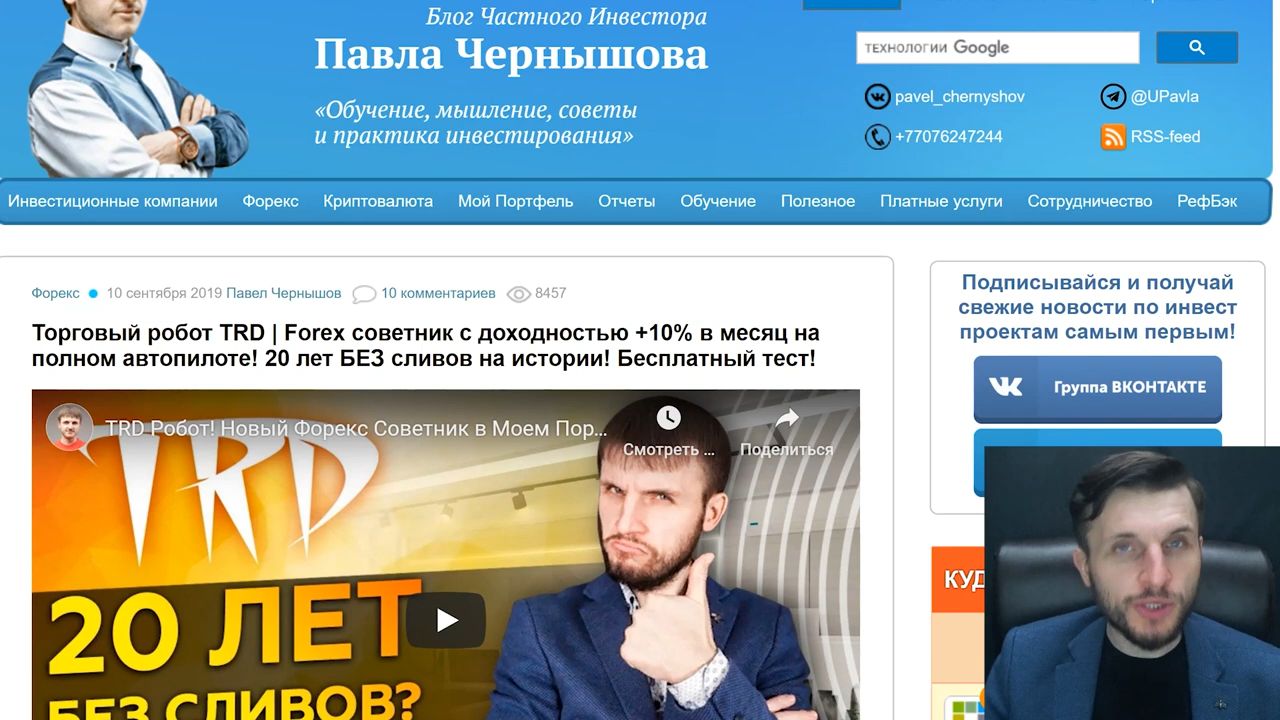 Блог Частного Инвестора
Павла Чернышова
«Обучение, мышление, советы
и практика инвестирования»
ТЕХНОЛОГИИ Google
pavel_chernyshov
@UPavla
+77076247244
RSS-feed
Инвестиционные компании Форекс Криптовалюта Мой Портфель Отчеты Обучение Полезное Платные услуги Сотрудничество РефБэк
Форекс 10 сентября 2019 Павел Чернышов 10 комментариев 8457
Торговый робот TRD | Forex советник с доходностью +10% в месяц на
полном автопилоте! 20 лет БЕЗ сливов на истории! Бесплатный тест!
TRD Робот! Новый Форекс Советник в Моем Пор...
Смотреть ...
Поделиться
TRD
20 ЛЕТ
БЕЗ СЛИВОВ?
Подписывайся и получай
свежие новости по инвест
проектам самым первым!
Группа ВКОНТАКТЕ